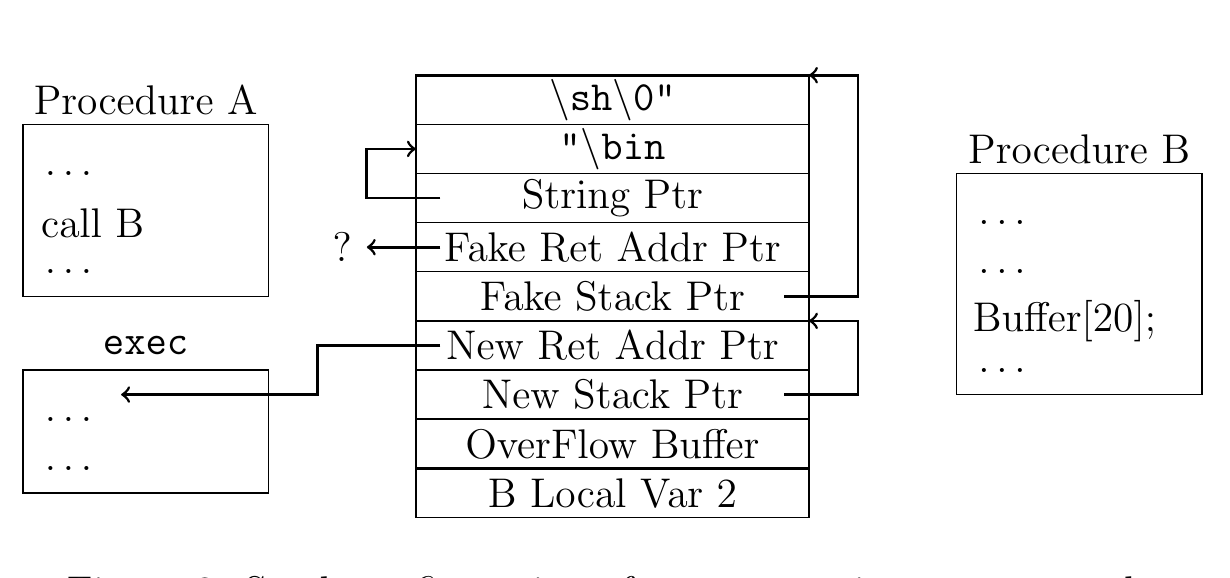 Procedure A
...
call B
...
exec
...
...
\sh\0"
"\bin
String Ptr
?
Fake Ret Addr Ptr
Fake Stack Ptr
New Ret Addr Ptr
New Stack Ptr
OverFlow Buffer
B Local Var 2
Procedure B
...
...
Buffer[20];
...